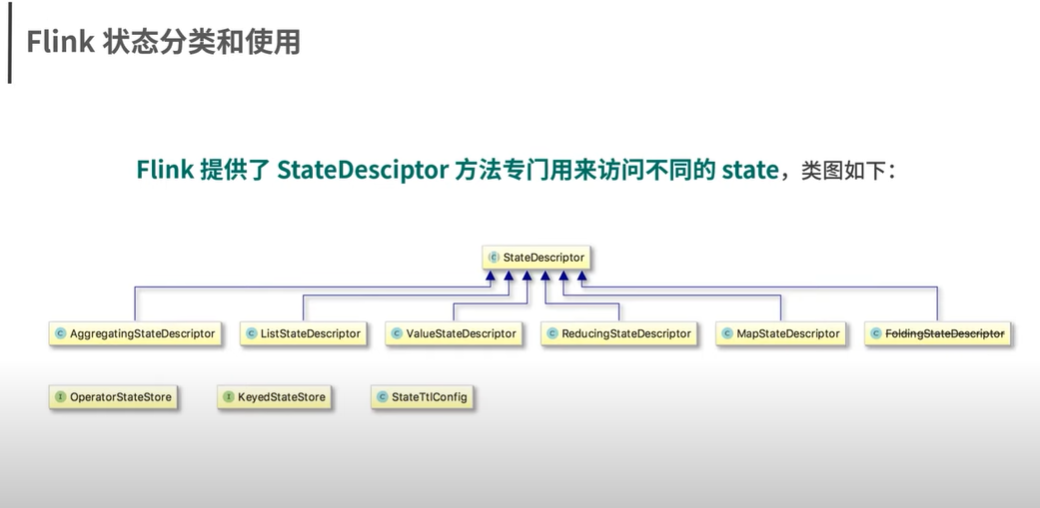 Flink 状态分类和使用
Flink 提供了 StateDesciptor 方法专门用来访问不同的 state，类图如下：
C StateDescriptor
C AggregatingStateDescriptor C ListStateDescriptor C ValueStateDescriptor C ReducingStateDescriptor C MapStateDescriptor C FoldingStateDescriptor
I OperatorStateStore I KeyedStateStore C StateTtlConfig